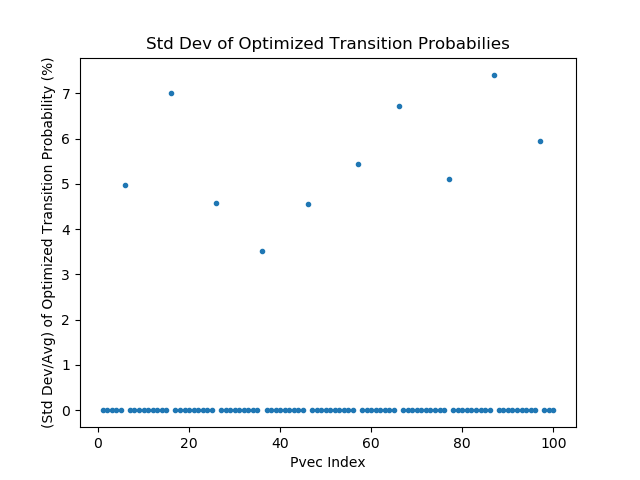 Std Dev of Optimized Transition Probabilies
(Std Dev/Avg) of Optimized Transition Probability (%)
7
6
5
4
3
2
1
0
0 20 40 60 80 100
Pvec Index